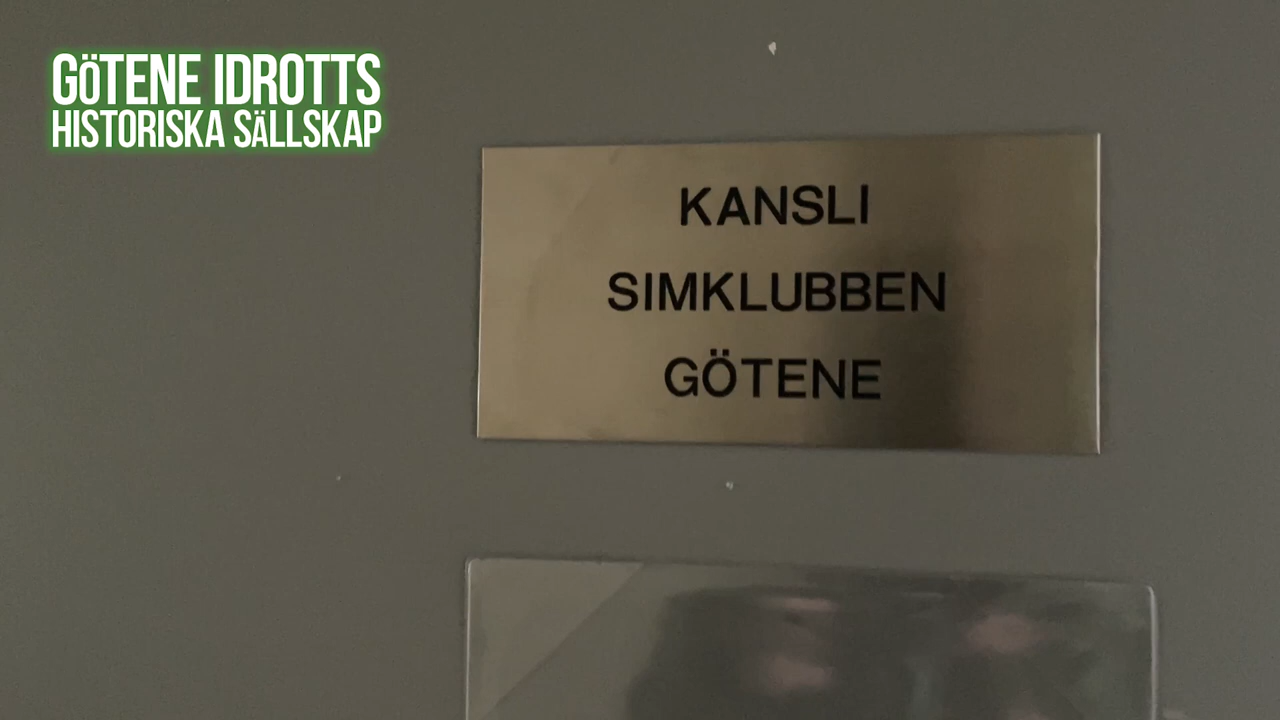 GÖTENE IDROTTS
HISTORISKA SÄLLSKAP
KANSLI
SIMKLUBBEN
GÖTENE